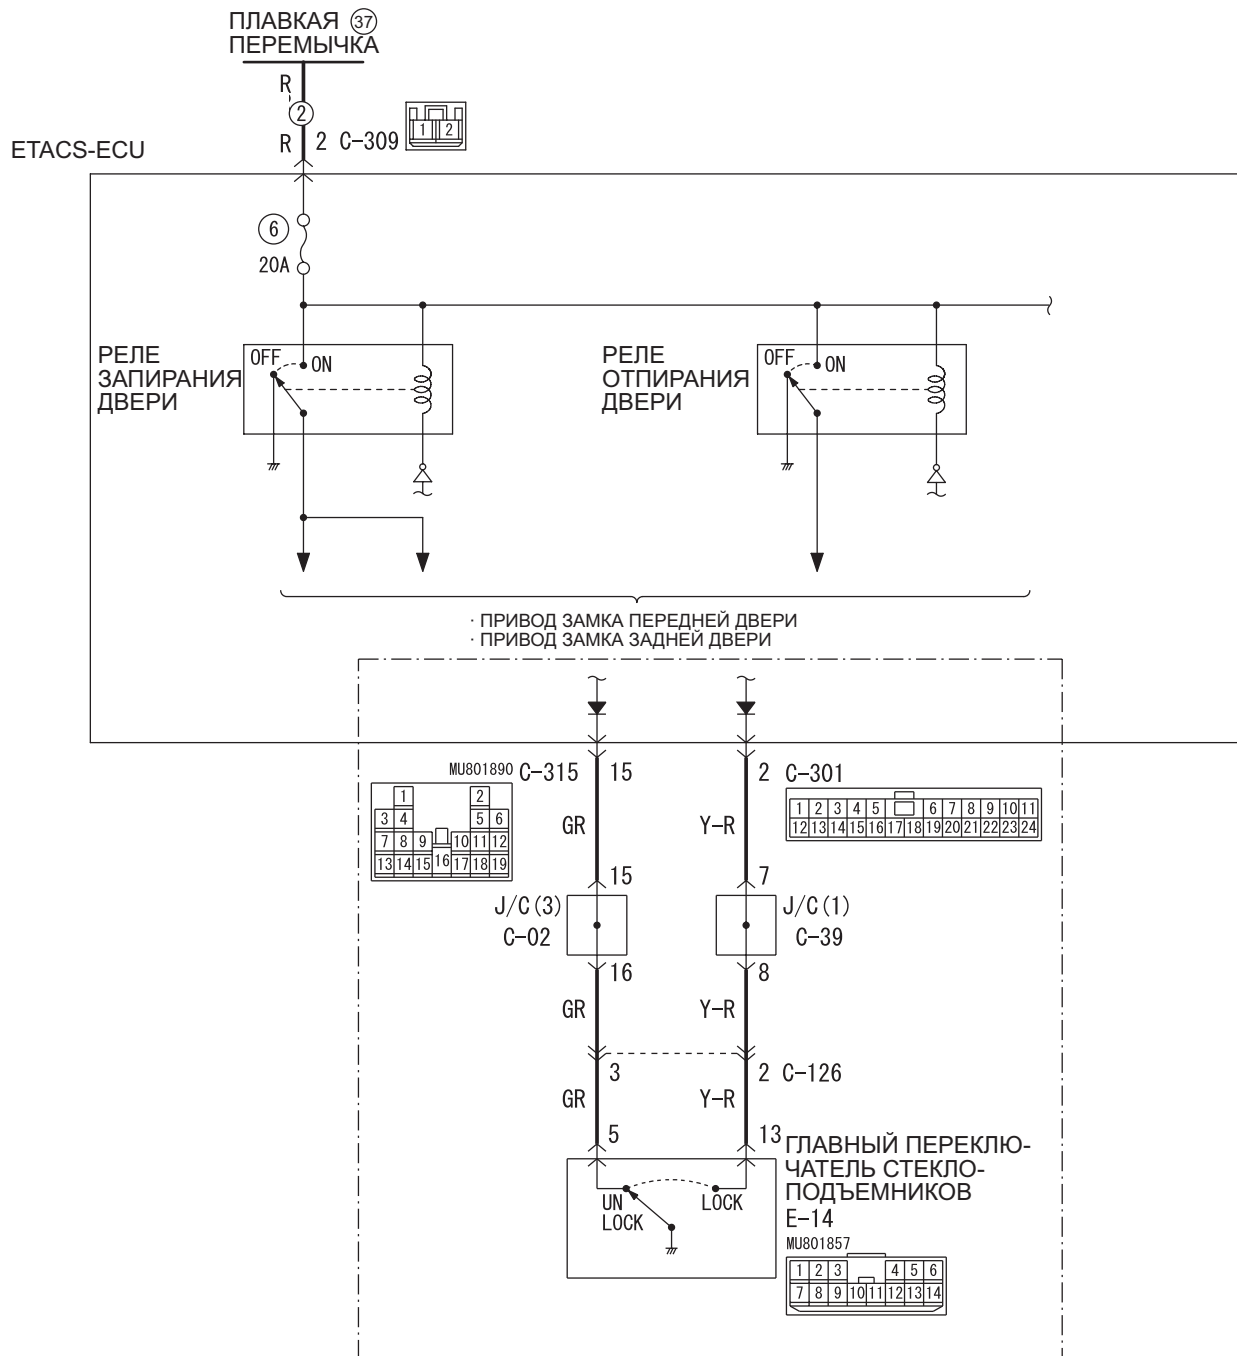 ПЛАВКАЯ 37
ПЕРЕМЫЧКА
R
2
R 2 C-309
1 2
ETACS-ECU
6
20A
РЕЛЕ
ЗАПИРАНИЯ
ДВЕРИ
OFF ON
РЕЛЕ
ОТПИРАНИЯ
ДВЕРИ
OFF ON
· ПРИВОД ЗАМКА ПЕРЕДНЕЙ ДВЕРИ
· ПРИВОД ЗАМКА ЗАДНЕЙ ДВЕРИ
MU801890 C-315 15
2 C-301
1 2
3 4 5 6
7 8 9 10 11 12
13 14 15 16 17 18 19
1 2 3 4 5 6 7 8 9 10 11
12 13 14 15 16 17 18 19 20 21 22 23 24
GR Y-R
15 7
J/C(3) J/C(1)
C-02 C-39
16 8
GR Y-R
3 2 C-126
GR Y-R
5 13
ГЛАВНЫЙ ПЕРЕКЛЮ-
ЧАТЕЛЬ СТЕКЛО-
ПОДЪЕМНИКОВ
E-14
MU801857
UN
LOCK
LOCK
1 2 3 4 5 6
7 8 9 10 11 12 13 14